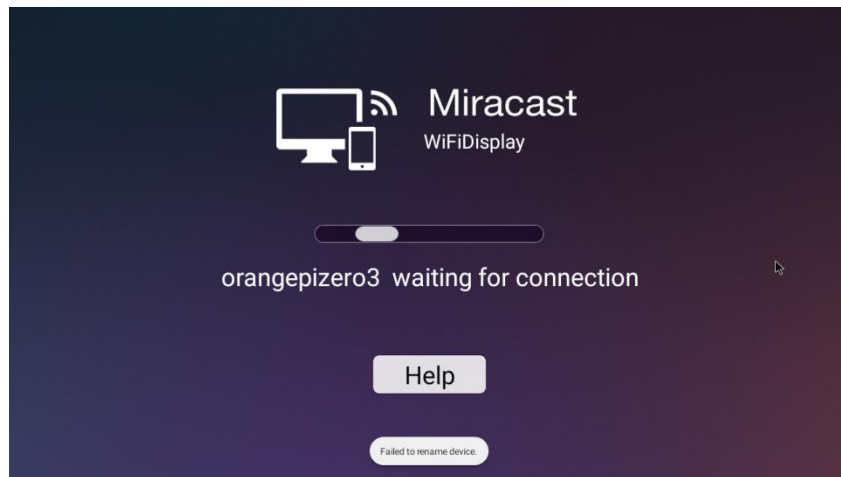 Miracast
WiFiDisplay
orangepizero3 waiting for connection
Help
Failed to rename device.